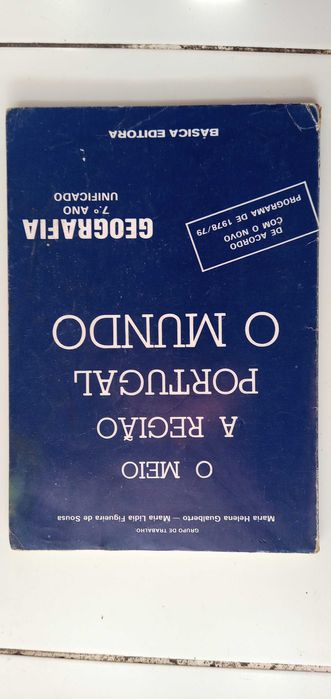 GRUPO DE TRABALHO:
Maria Helena Gualberto — Maria Lídia Figueira de Sousa
O MEIO
A REGIÃO
PORTUGAL
O MUNDO
DE ACORDO
COM O NOVO
PROGRAMA DE 1978/79
GEOGRAFIA
7.º ANO
UNIFICADO
BÁSICA EDITORA